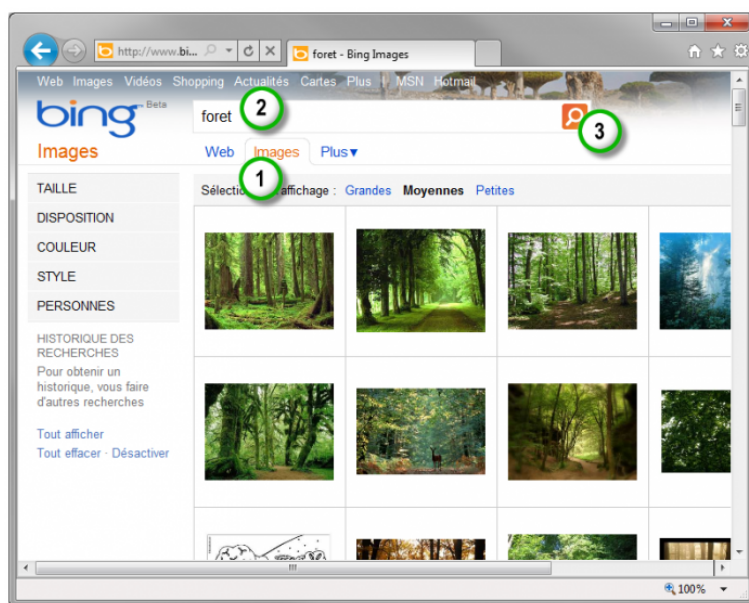 http://www.bi...
foret - Bing Images
Web Images Vidéos Shopping Actualités Cartes Plus | MSN Hotmail
bing Beta
foret
2
3
Images
Web Images Plus▼
1
TAILLE
Sélection affichage : Grandes Moyennes Petites
DISPOSITION
COULEUR
STYLE
PERSONNES
HISTORIQUE DES
RECHERCHES
Pour obtenir un
historique, vous faire
d'autres recherches
Tout afficher
Tout effacer · Désactiver
100%